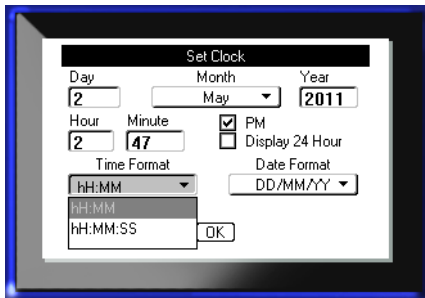 Set Clock
Day Month Year
2 May 2011
Hour Minute PM
2 47 Display 24 Hour
Time Format Date Format
hH:MM DD/MM/YY
hH:MM
hH:MM:SS
OK